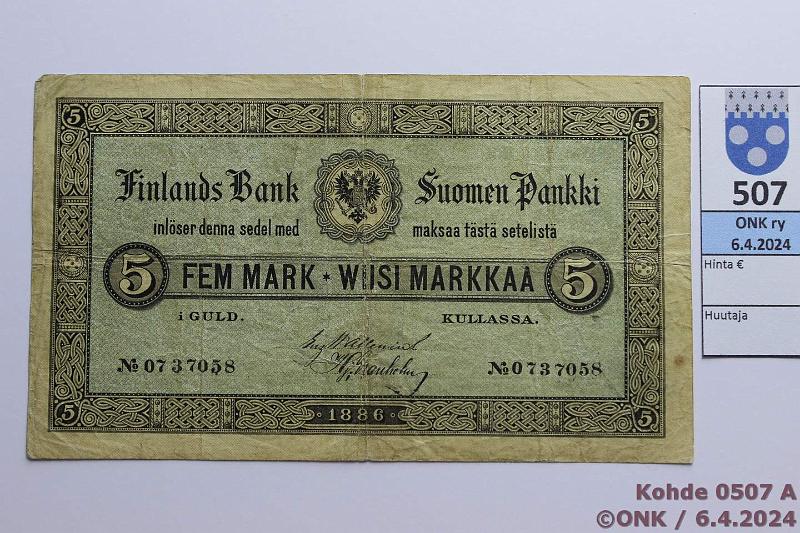 5 5
Finlands Bank Suomen Pankki
inlöser denna sedel med maksaa tästä setelistä
5 FEM MARK ★ WIISI MARKKAA 5
i GULD. KULLASSA.
№0737058 №0737058
5 · 1886 · 5
507
ONK ry
6.4.2024
Hinta €
Huutaja
Kohde 0507 A
©ONK / 6.4.2024